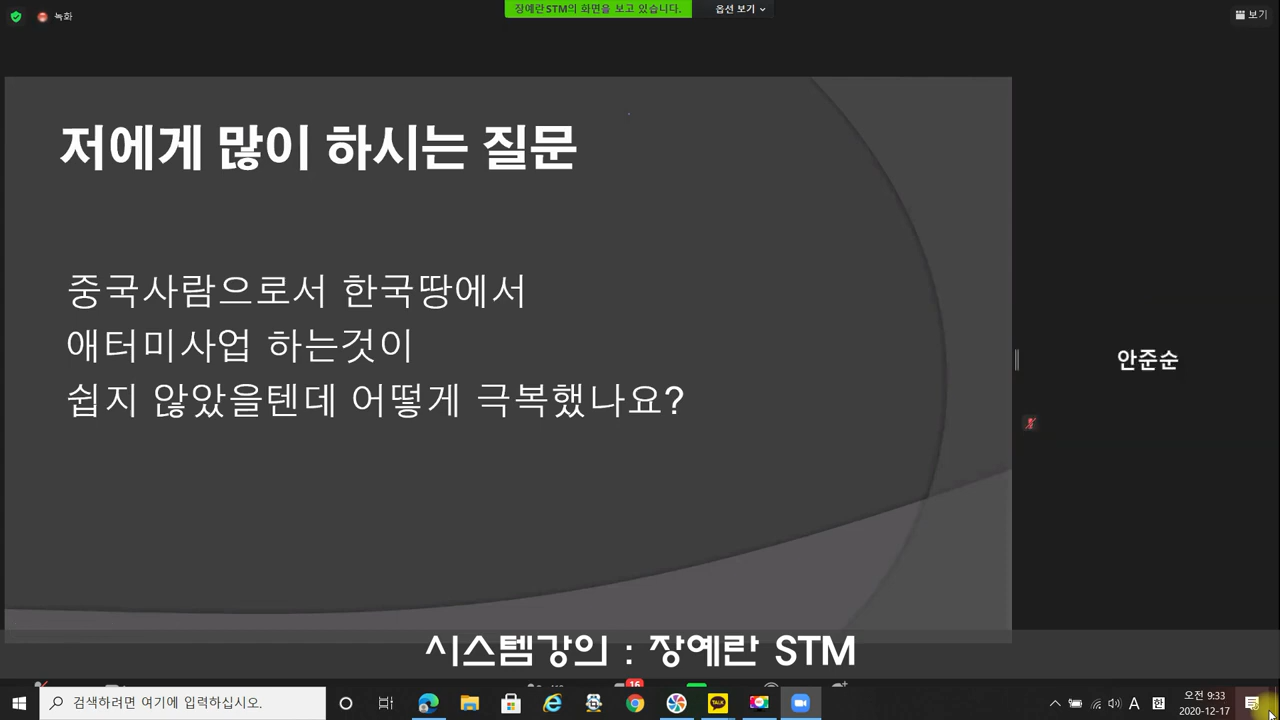 녹화
장예란STM의 화면을 보고 있습니다.
옵션 보기
보기
저에게 많이 하시는 질문
중국사람으로서 한국땅에서
애터미사업 하는것이
쉽지 않았을텐데 어떻게 극복했나요?
안준순
시스템강의 : 장예란 STM
16
검색하려면 여기에 입력하십시오.
TALK
A
한
오전 9:33
2020-12-17